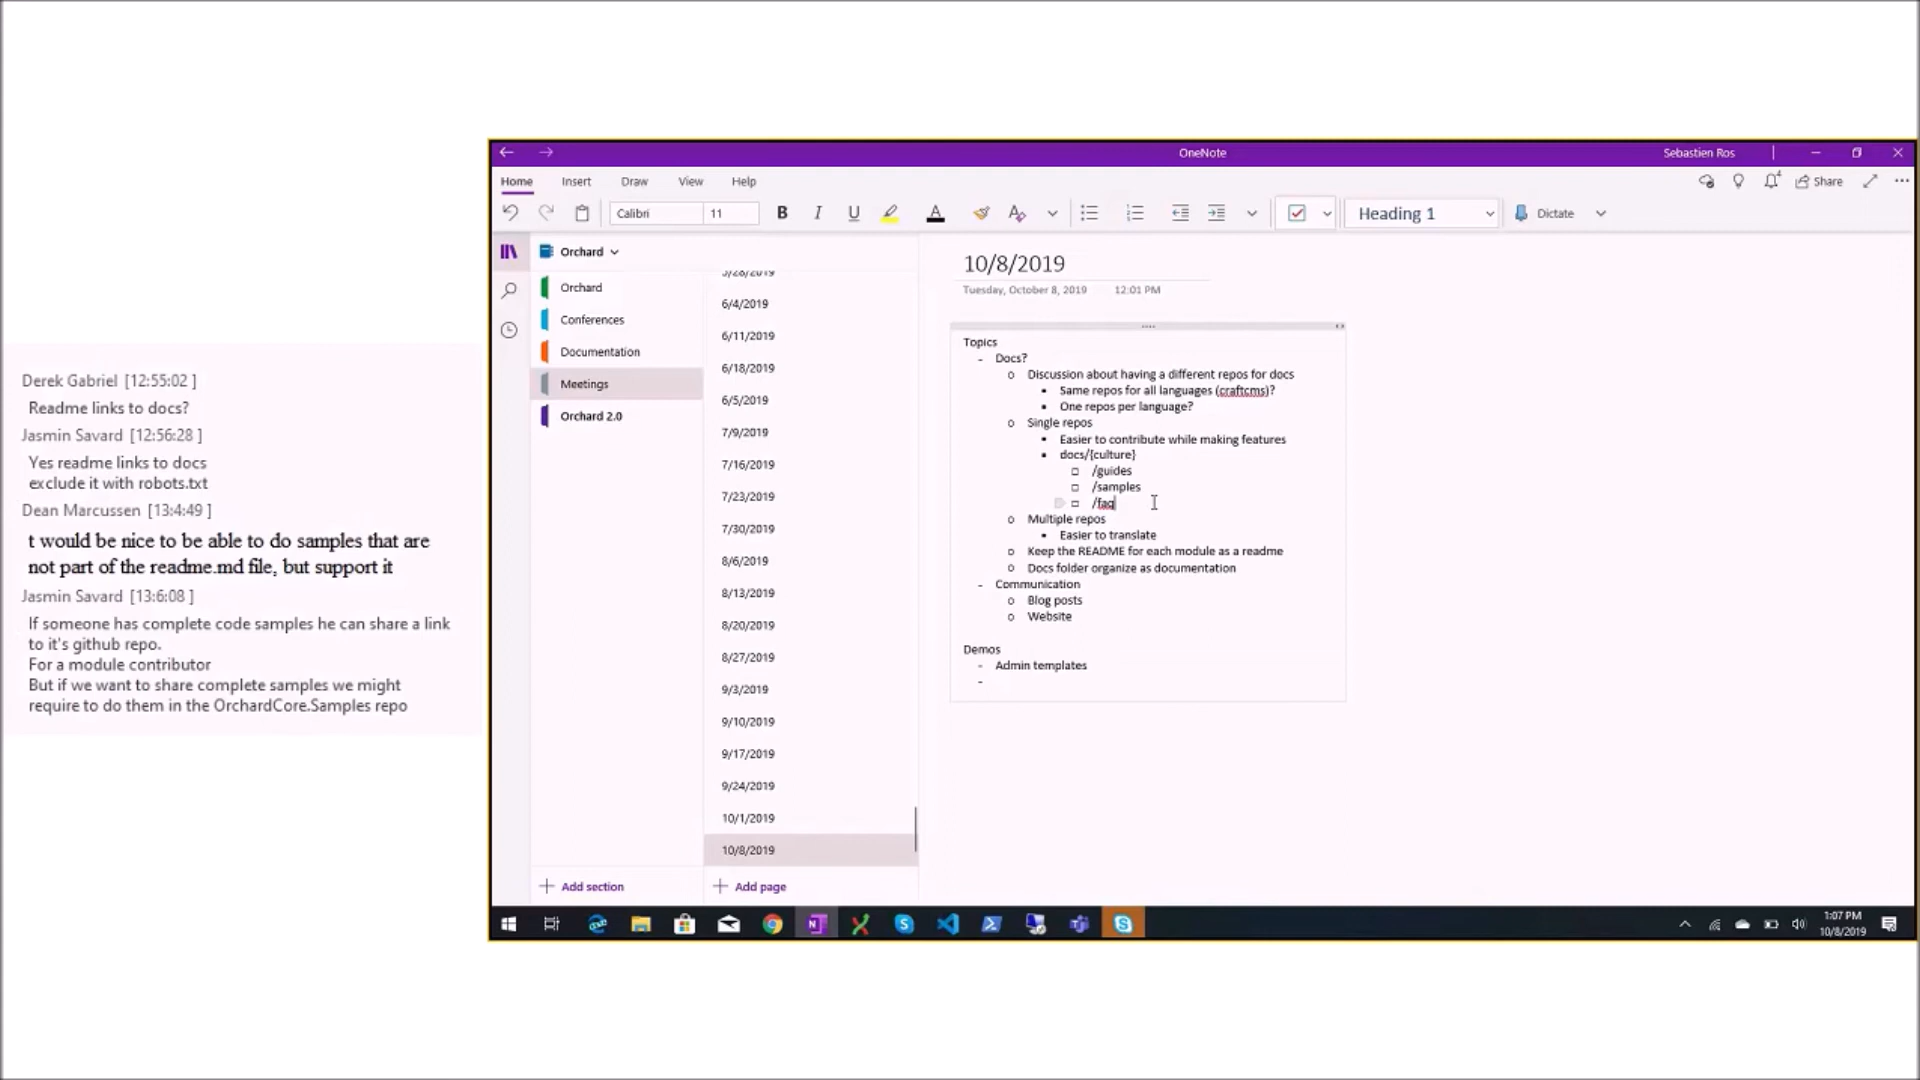 Derek Gabriel [12:55:02 ]
Readme links to docs?
Jasmin Savard [12:56:28 ]
Yes readme links to docs
exclude it with robots.txt
Dean Marcussen [13:4:49 ]
t would be nice to be able to do samples that are
not part of the readme.md file, but support it
Jasmin Savard [13:6:08 ]
If someone has complete code samples he can share a link
to it's github repo.
For a module contributor
But if we want to share complete samples we might
require to do them in the OrchardCore.Samples repo
OneNote
Sebastien Ros
Home Insert Draw View Help
Share
Calibri 11 B I U A Heading 1 Dictate
Orchard
Orchard
Conferences
Documentation
Meetings
Orchard 2.0
Add section
5/28/2019
6/4/2019
6/11/2019
6/18/2019
6/5/2019
7/9/2019
7/16/2019
7/23/2019
7/30/2019
8/6/2019
8/13/2019
8/20/2019
8/27/2019
9/3/2019
9/10/2019
9/17/2019
9/24/2019
10/1/2019
10/8/2019
Add page
10/8/2019
Tuesday, October 8, 2019 12:01 PM
Topics
- Docs?
o Discussion about having a different repos for docs
▪ Same repos for all languages (craftcms)?
▪ One repos per language?
o Single repos
▪ Easier to contribute while making features
▪ docs/{culture}
□ /guides
□ /samples
□ /faq
o Multiple repos
▪ Easier to translate
o Keep the README for each module as a readme
o Docs folder organize as documentation
- Communication
o Blog posts
o Website
Demos
- Admin templates
-
1:07 PM
10/8/2019